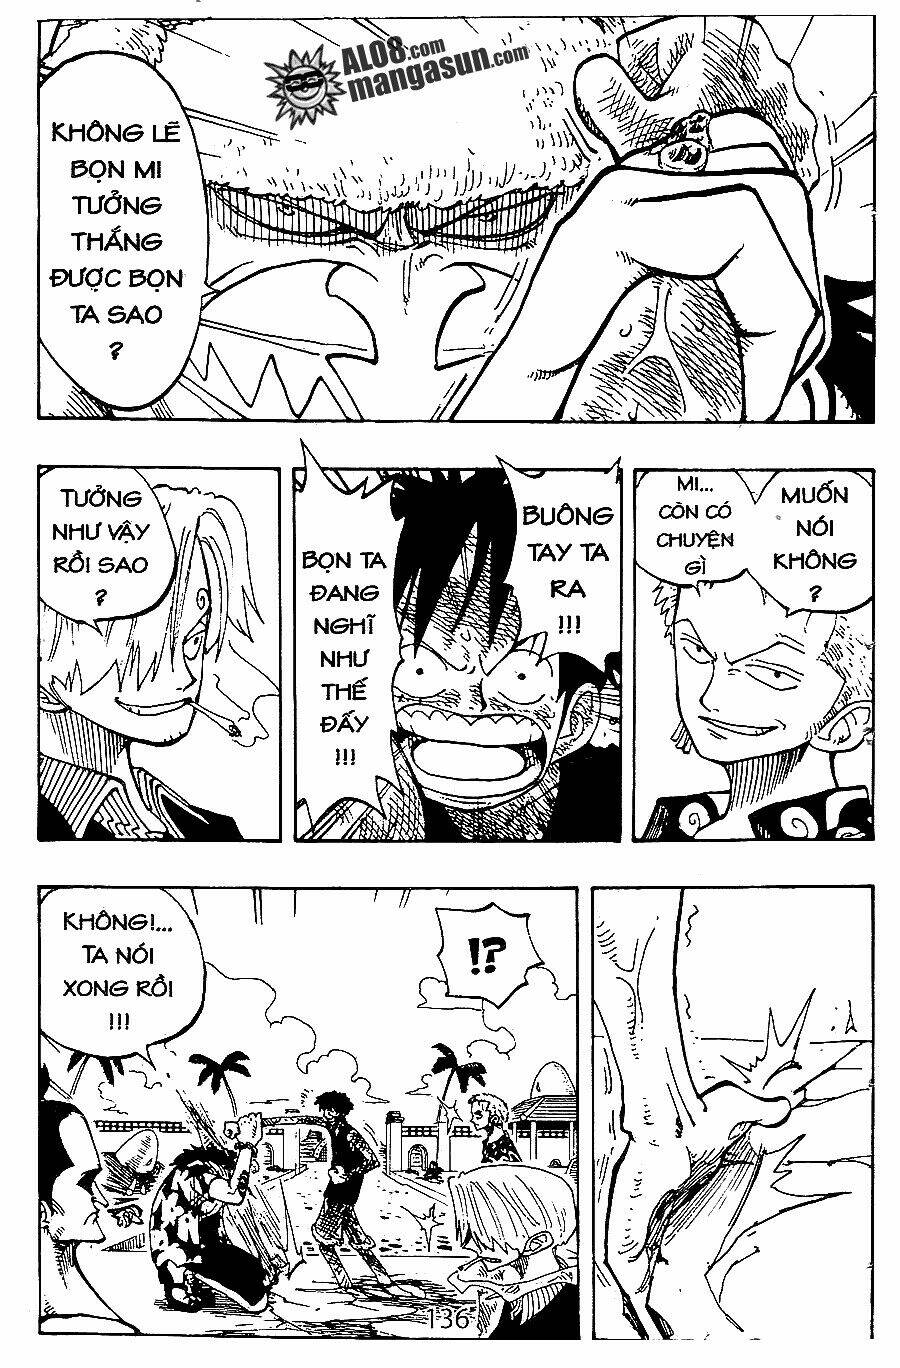 AL08.com
mangasun.com
KHÔNG LẼ
BỌN MI
TƯỞNG
THẮNG
ĐƯỢC BỌN
TA SAO
?
TƯỞNG
NHƯ VẬY
RỒI SAO
?
BỌN TA
ĐANG
NGHĨ
NHƯ
THẾ
ĐẤY
!!!
BUÔNG
TAY TA
RA
!!!
MI...
CÒN CÓ
CHUYỆN
GÌ
MUỐN
NÓI
KHÔNG
?
KHÔNG!...
TA NÓI
XONG RỒI
!!!
!?
136